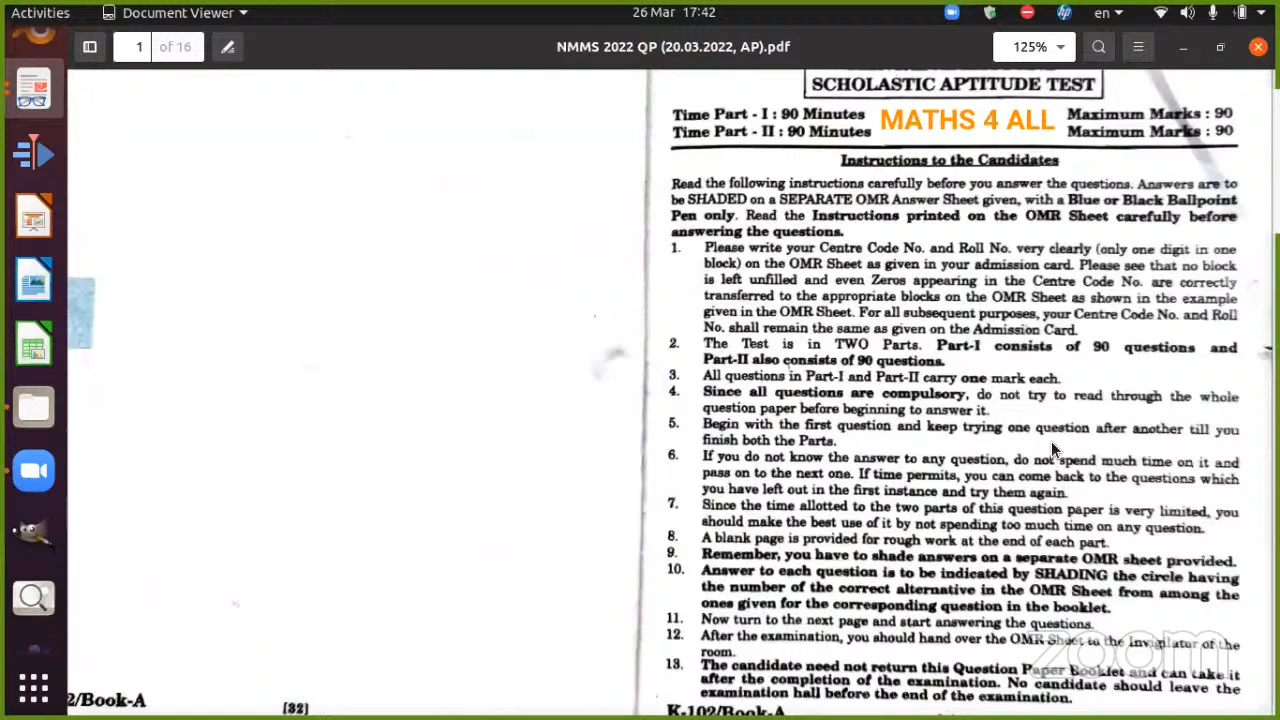 Activities Document Viewer 26 Mar 17:42 en
1 of 16 NMMS 2022 QP (20.03.2022, AP).pdf 125%
SCHOLASTIC APTITUDE TEST
Time Part - I : 90 Minutes MATHS 4 ALL Maximum Marks : 90
Time Part - II : 90 Minutes Maximum Marks : 90
Instructions to the Candidates
Read the following instructions carefully before you answer the questions. Answers are to
be SHADED on a SEPARATE OMR Answer Sheet given, with a Blue or Black Ballpoint
Pen only. Read the Instructions printed on the OMR Sheet carefully before
answering the questions.
1. Please write your Centre Code No. and Roll No. very clearly (only one digit in one
block) on the OMR Sheet as given in your admission card. Please see that no block
is left unfilled and even Zeros appearing in the Centre Code No. are correctly
transferred to the appropriate blocks on the OMR Sheet as shown in the example
given in the OMR Sheet. For all subsequent purposes, your Centre Code No. and Roll
No. shall remain the same as given on the Admission Card.
2. The Test is in TWO Parts. Part-I consists of 90 questions and
Part-II also consists of 90 questions.
3. All questions in Part-I and Part-II carry one mark each.
4. Since all questions are compulsory, do not try to read through the whole
question paper before beginning to answer it.
5. Begin with the first question and keep trying one question after another till you
finish both the Parts.
6. If you do not know the answer to any question, do not spend much time on it and
pass on to the next one. If time permits, you can come back to the questions which
you have left out in the first instance and try them again.
7. Since the time allotted to the two parts of this question paper is very limited, you
should make the best use of it by not spending too much time on any question.
8. A blank page is provided for rough work at the end of each part.
9. Remember, you have to shade answers on a separate OMR sheet provided.
10. Answer to each question is to be indicated by SHADING the circle having
the number of the correct alternative in the OMR Sheet from among the
ones given for the corresponding question in the booklet.
11. Now turn to the next page and start answering the questions.
12. After the examination, you should hand over the OMR Sheet to the Invigilator of the
room.
13. The candidate need not return this Question Paper Booklet and can take it
after the completion of the examination. No candidate should leave the
examination hall before the end of the examination.
zoom
2/Book-A [32] K-102/Book-A